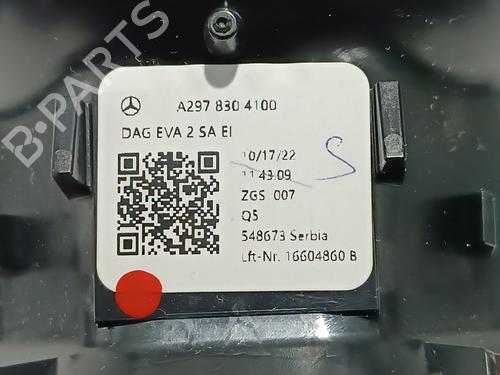 A297 830 4100
DAG EVA 2 SA EI
10/17/22
11 43 09
ZGS 007
Q5
548673 Serbia
Lft-Nr. 16604860 B
S
B-PARTS